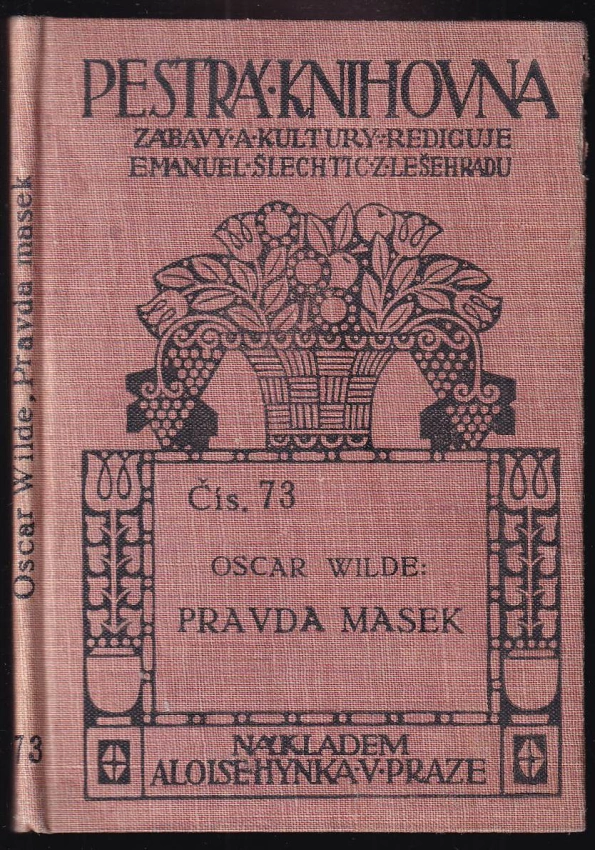 PESTRÁ·KNIHOVNA
ZÁBAVY·A·KULTURY·REDIGUJE
EMANUEL·ŠLECHTIC·Z·LEŠEHRADU
Čís. 73
OSCAR WILDE:
PRAVDA MASEK
NÁKLADEM
ALOISE·HYNKA·V·PRAZE
Oscar Wilde, Pravda masek
73